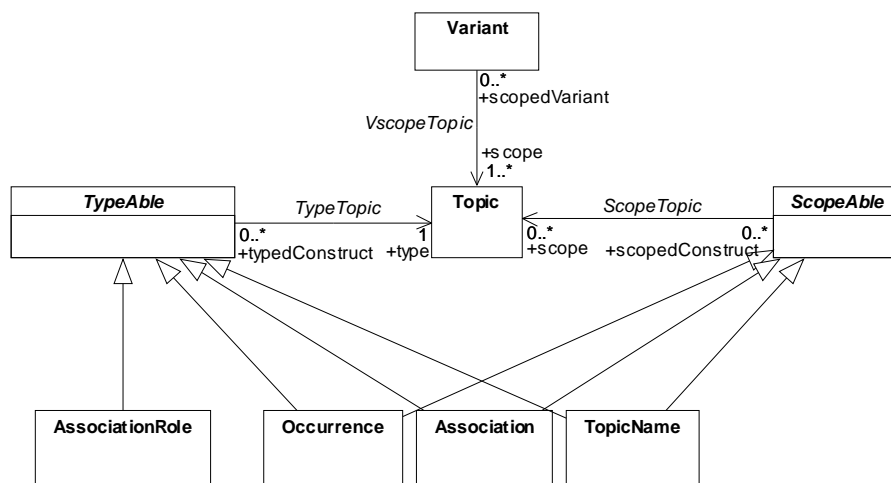 Variant
0..*
+scopedVariant
VscopeTopic
+scope
1..*
TypeAble
TypeTopic
Topic
ScopeTopic
ScopeAble
0..*
1
0..*
0..*
+typedConstruct
+type
+scope
+scopedConstruct
AssociationRole
Occurrence
Association
TopicName